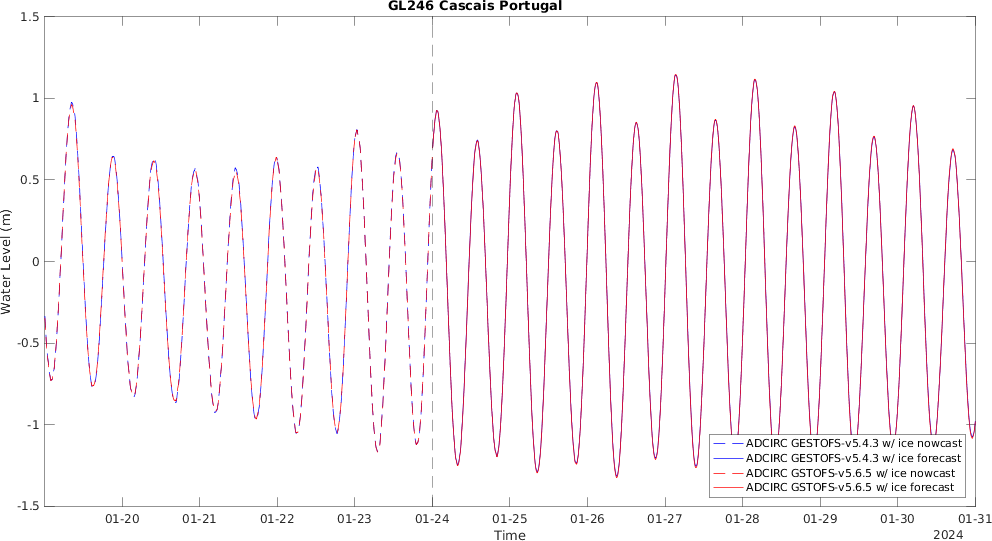 GL246 Cascais Portugal
1.5
1
0.5
0
-0.5
-1
-1.5
Water Level (m)
ADCIRC GESTOFS-v5.4.3 w/ ice nowcast
ADCIRC GESTOFS-v5.4.3 w/ ice forecast
ADCIRC GSTOFS-v5.6.5 w/ ice nowcast
ADCIRC GSTOFS-v5.6.5 w/ ice forecast
01-20 01-21 01-22 01-23 01-24 01-25 01-26 01-27 01-28 01-29 01-30 01-31
Time
2024